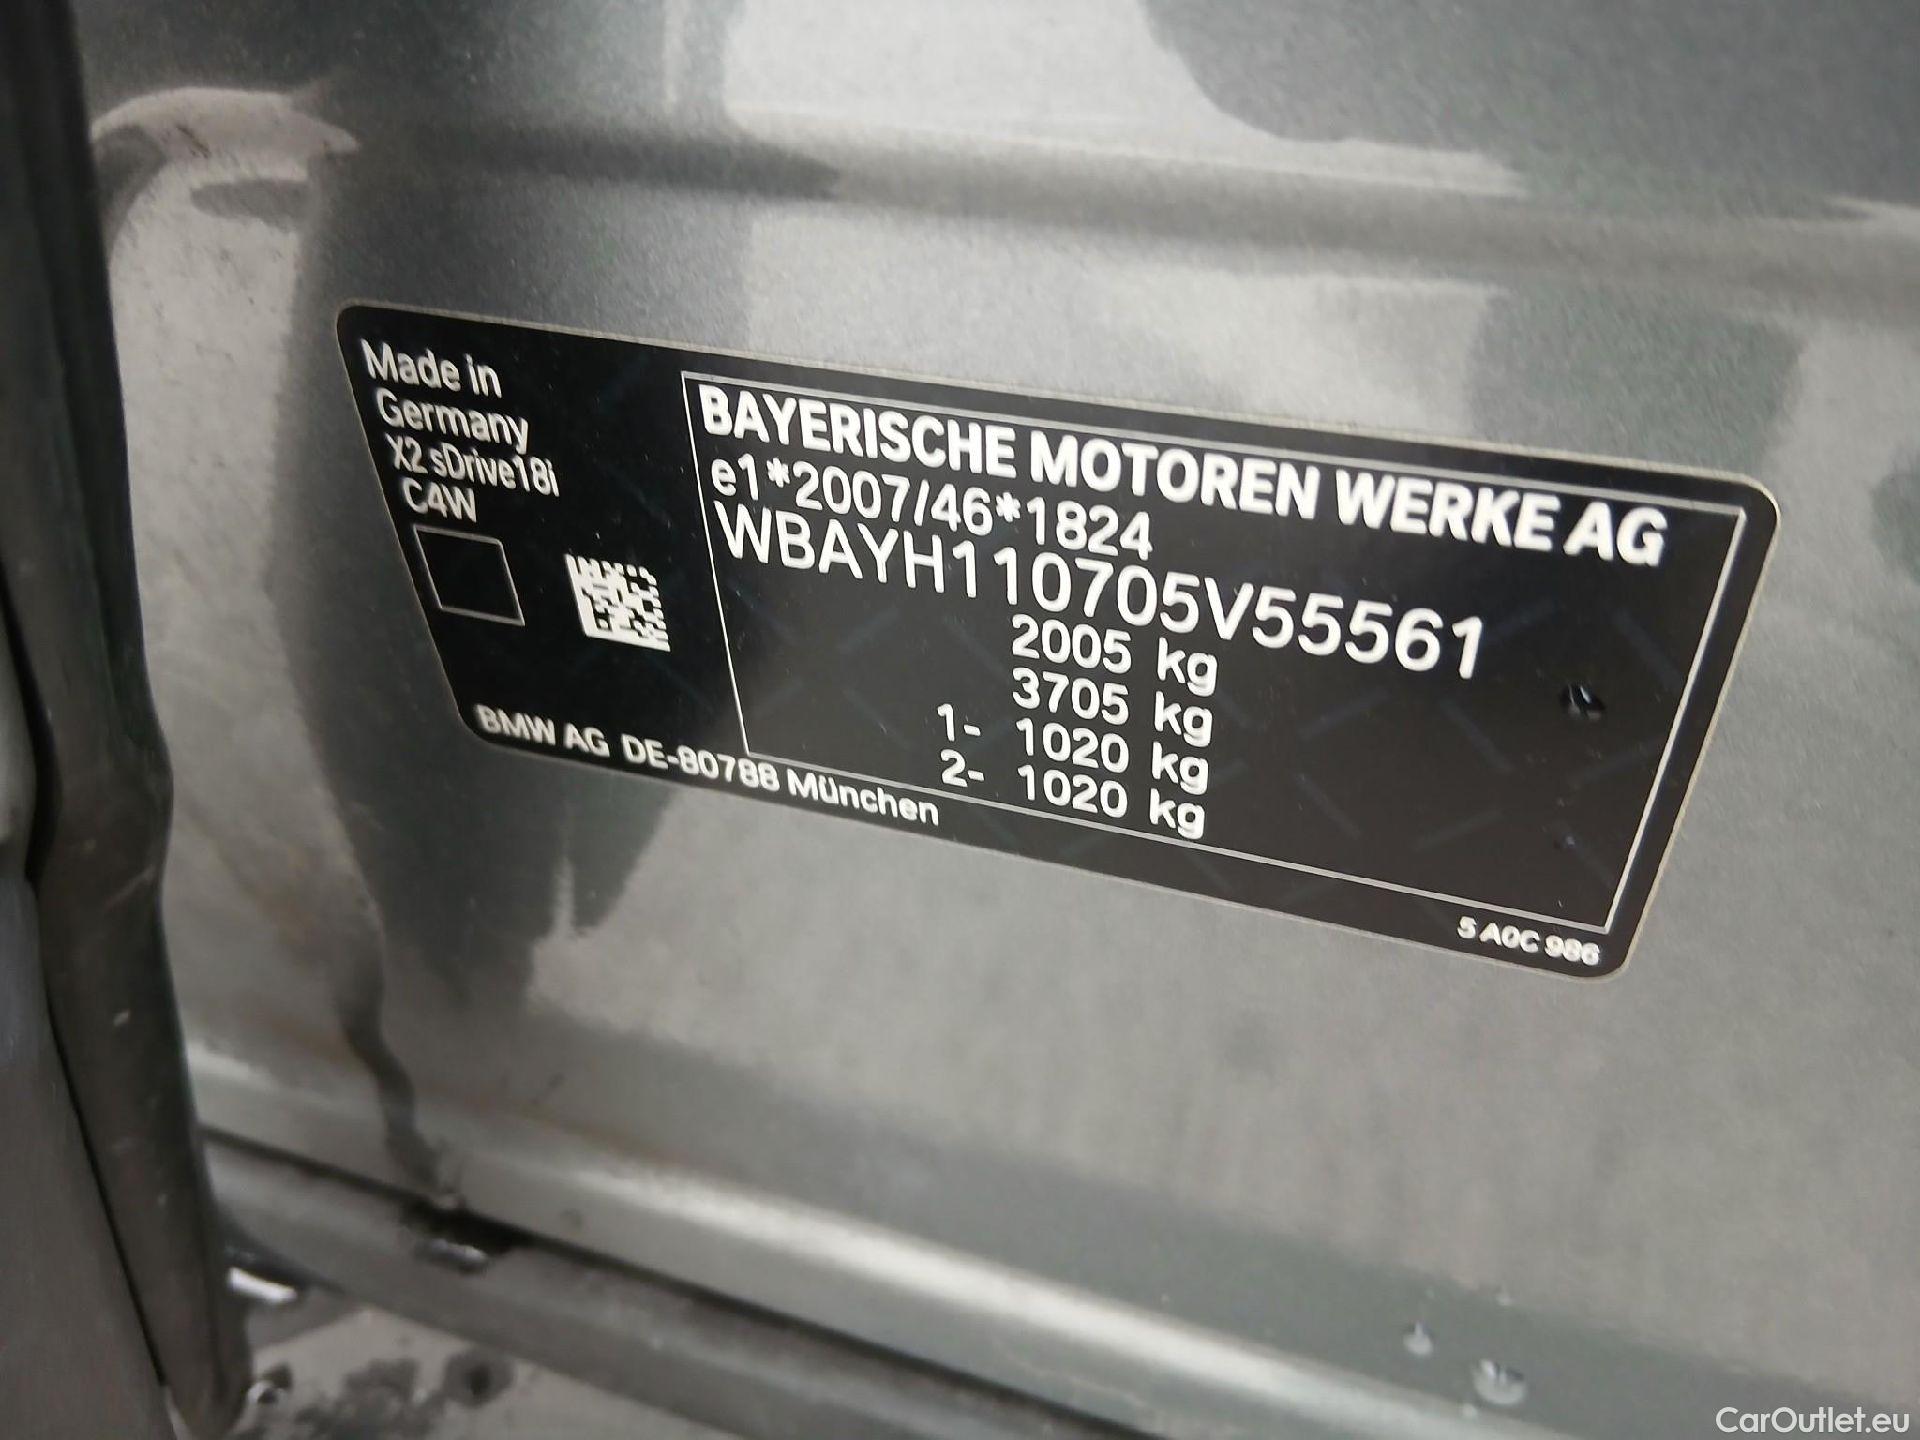 Made in
Germany
X2 sDrive18i
C4W
BAYERISCHE MOTOREN WERKE AG
e1*2007/46*1824
WBAYH110705V55561
2005 kg
3705 kg
1- 1020 kg
2- 1020 kg
BMW AG DE-80788 München
5 A0C 986
CarOutlet.eu